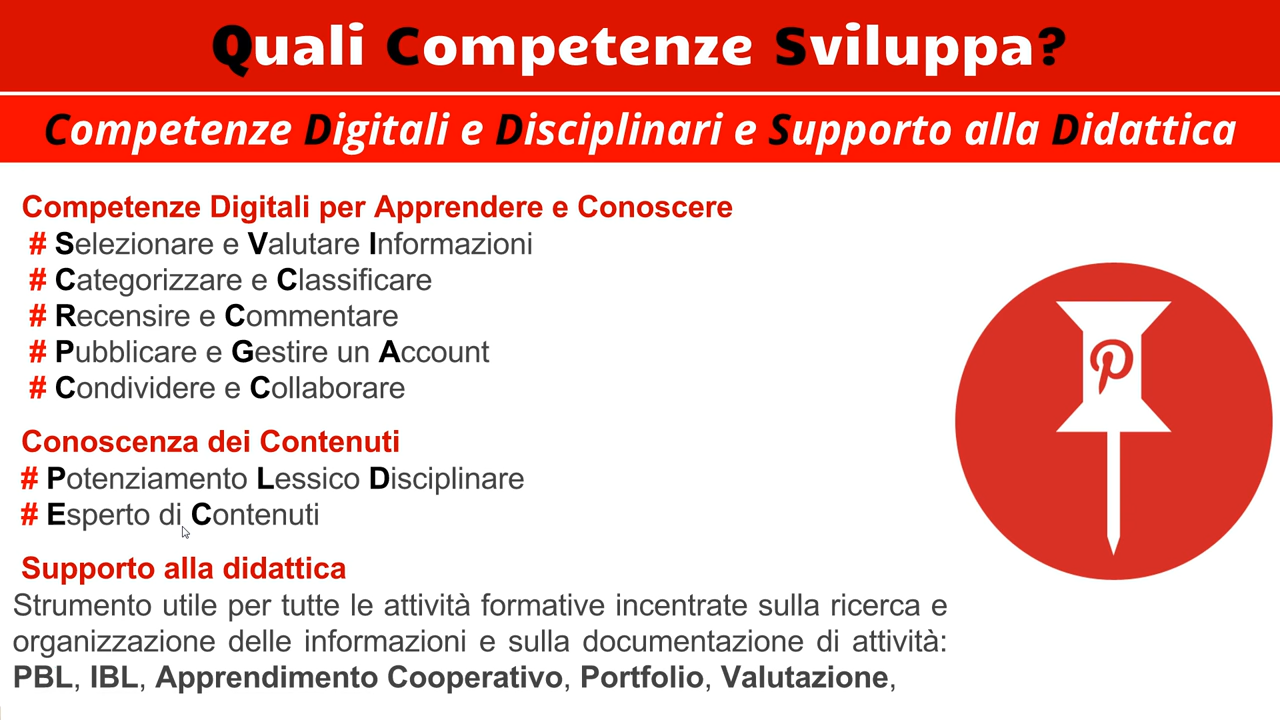 Quali Competenze Sviluppa?
Competenze Digitali e Disciplinari e Supporto alla Didattica
Competenze Digitali per Apprendere e Conoscere
# Selezionare e Valutare Informazioni
# Categorizzare e Classificare
# Recensire e Commentare
# Pubblicare e Gestire un Account
# Condividere e Collaborare
Conoscenza dei Contenuti
# Potenziamento Lessico Disciplinare
# Esperto di Contenuti
Supporto alla didattica
Strumento utile per tutte le attività formative incentrate sulla ricerca e
organizzazione delle informazioni e sulla documentazione di attività:
PBL, IBL, Apprendimento Cooperativo, Portfolio, Valutazione,